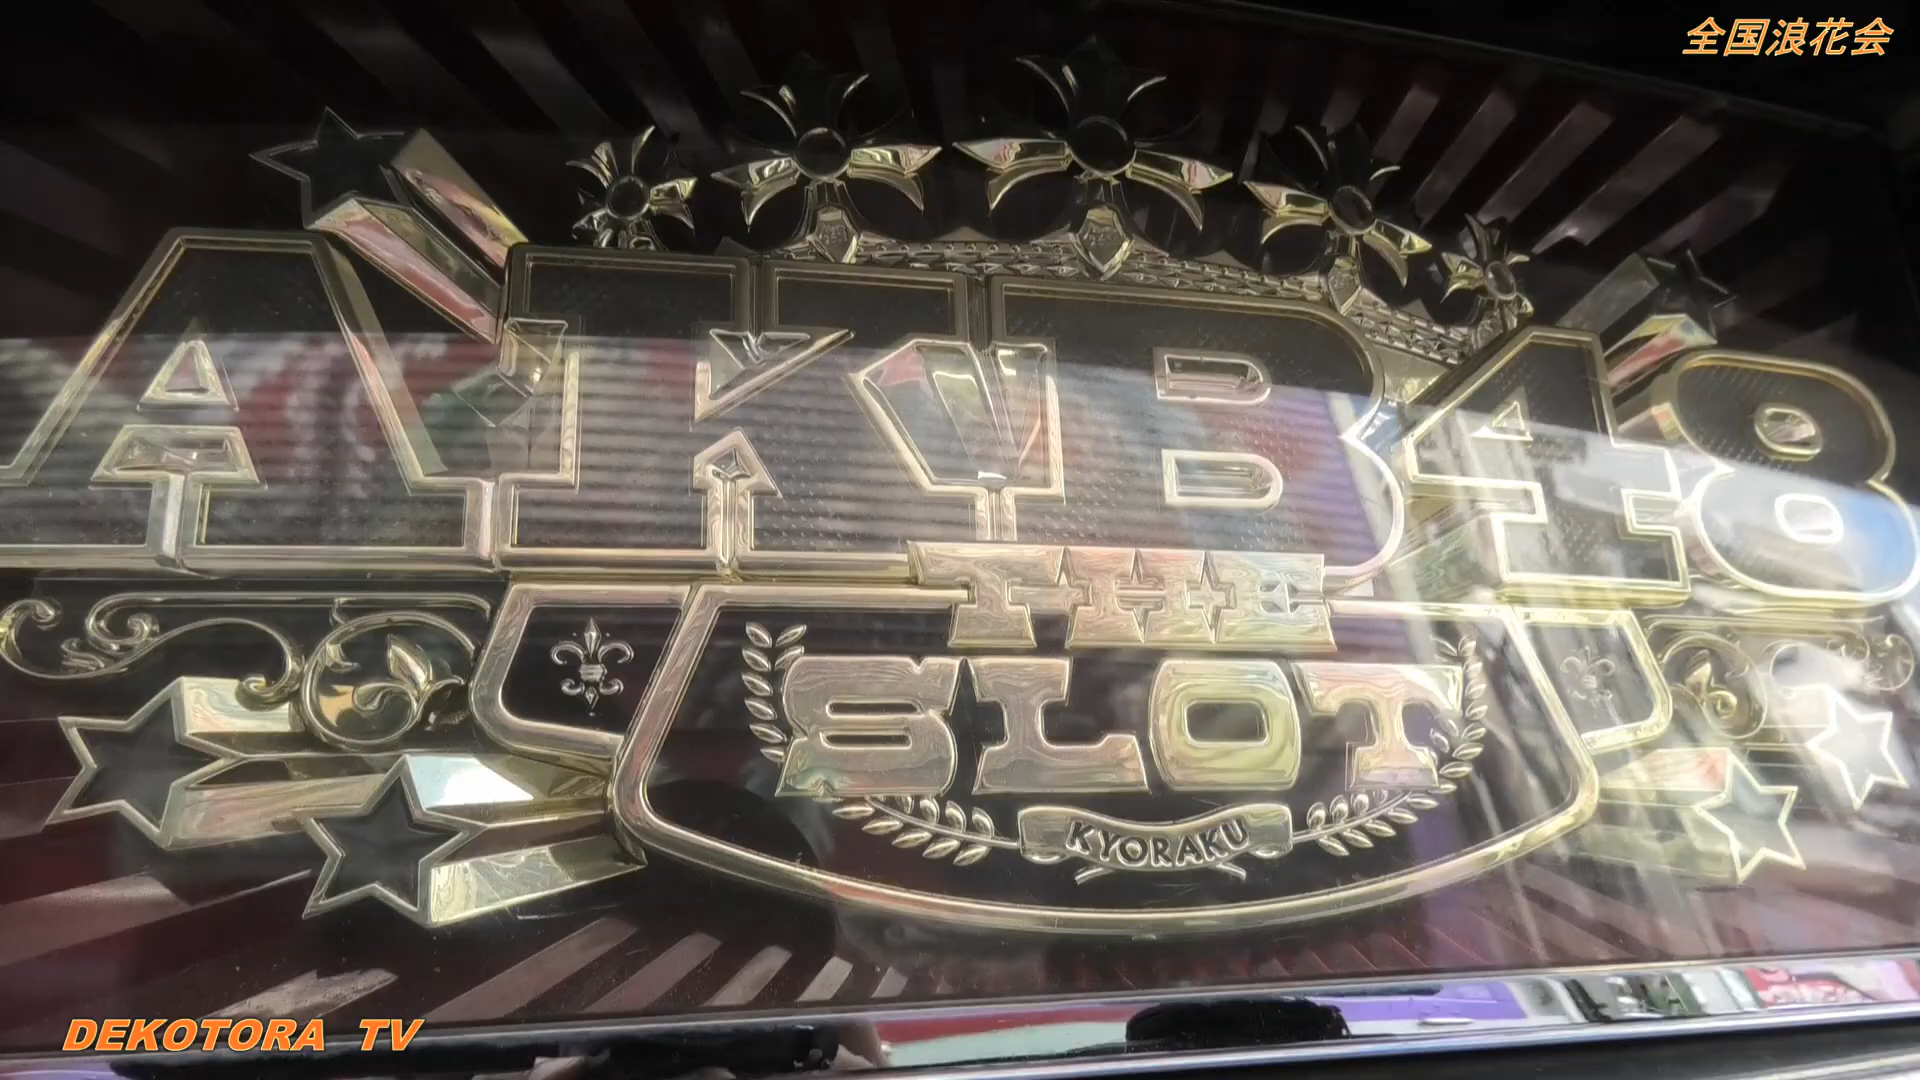 全国浪花会
AKB48
THE
SLOT
KYORAKU
DEKOTORA TV